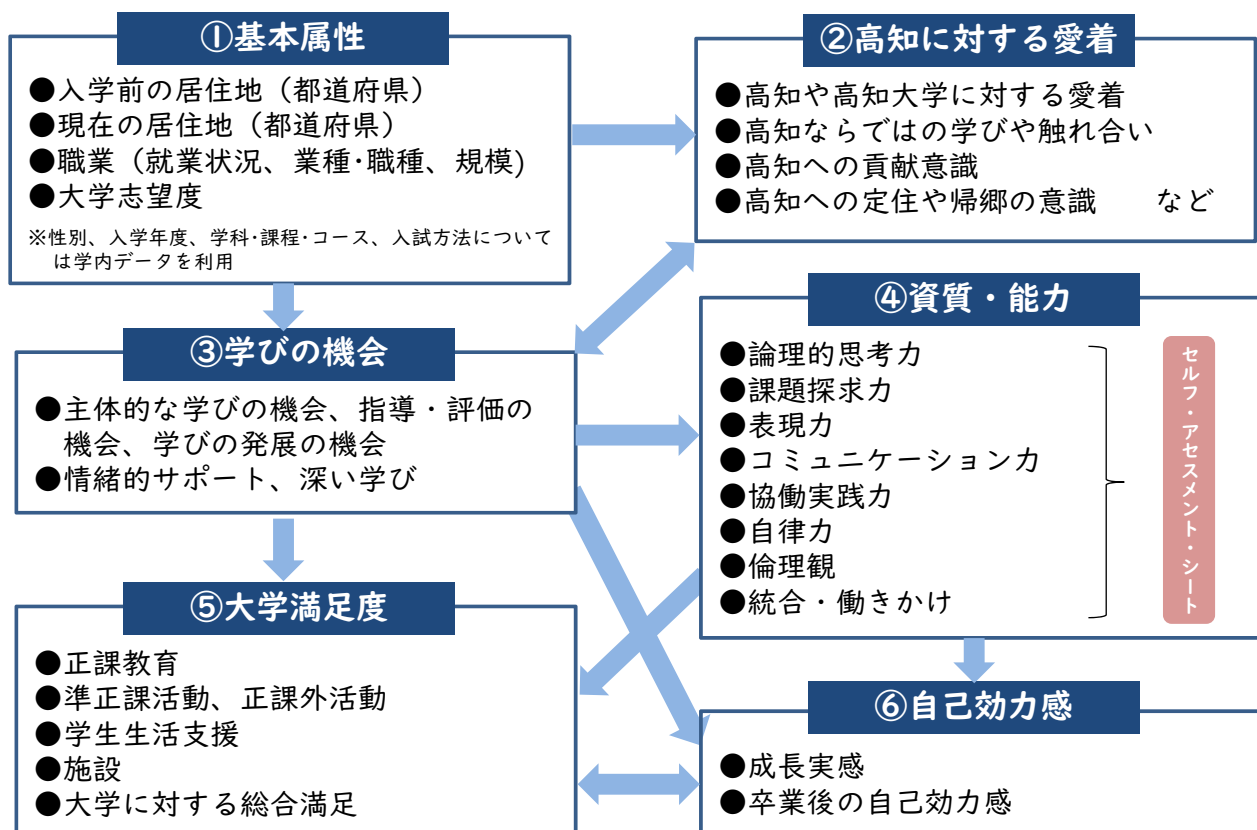 ①基本属性
●入学前の居住地（都道府県）
●現在の居住地（都道府県）
●職業（就業状況、業種･職種、規模)
●大学志望度
※性別、入学年度、学科･課程･コース、入試方法について
は学内データを利用
②高知に対する愛着
●高知や高知大学に対する愛着
●高知ならではの学びや触れ合い
●高知への貢献意識
●高知への定住や帰郷の意識　　など
③学びの機会
●主体的な学びの機会、指導・評価の
機会、学びの発展の機会
●情緒的サポート、深い学び
④資質・能力
●論理的思考力
●課題探求力
●表現力
●コミュニケーション力
●協働実践力
●自律力
●倫理観
●統合・働きかけ
セルフ・アセスメント・シート
⑤大学満足度
●正課教育
●準正課活動、正課外活動
●学生生活支援
●施設
●大学に対する総合満足
⑥自己効力感
●成長実感
●卒業後の自己効力感